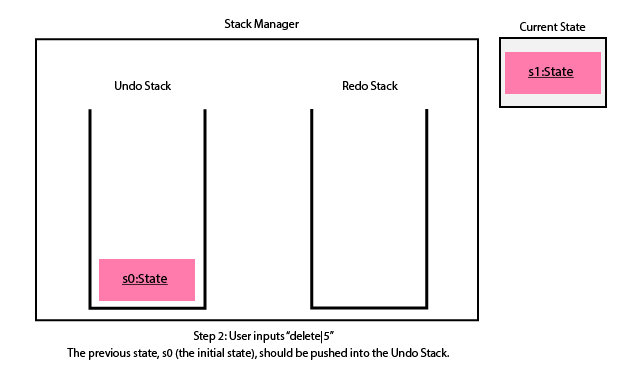 Stack Manager
Current State
s1:State
Undo Stack
Redo Stack
s0:State
Step 2: User inputs “delete|5”
The previous state, s0 (the initial state), should be pushed into the Undo Stack.